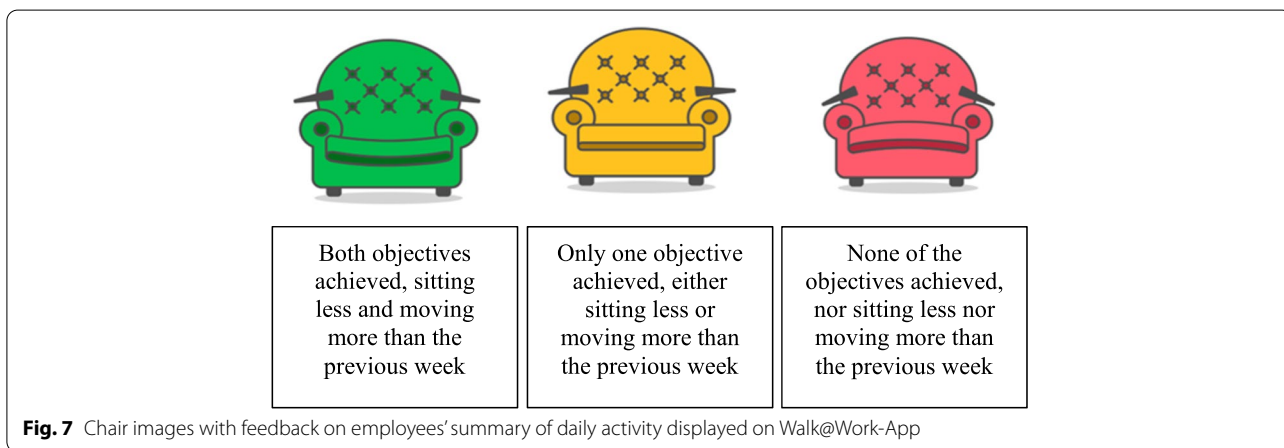 Both objectives
achieved, sitting
less and moving
more than the
previous week
Only one objective
achieved, either
sitting less or
moving more than
the previous week
None of the
objectives achieved,
nor sitting less nor
moving more than
the previous week
Fig. 7 Chair images with feedback on employees' summary of daily activity displayed on Walk@Work-App